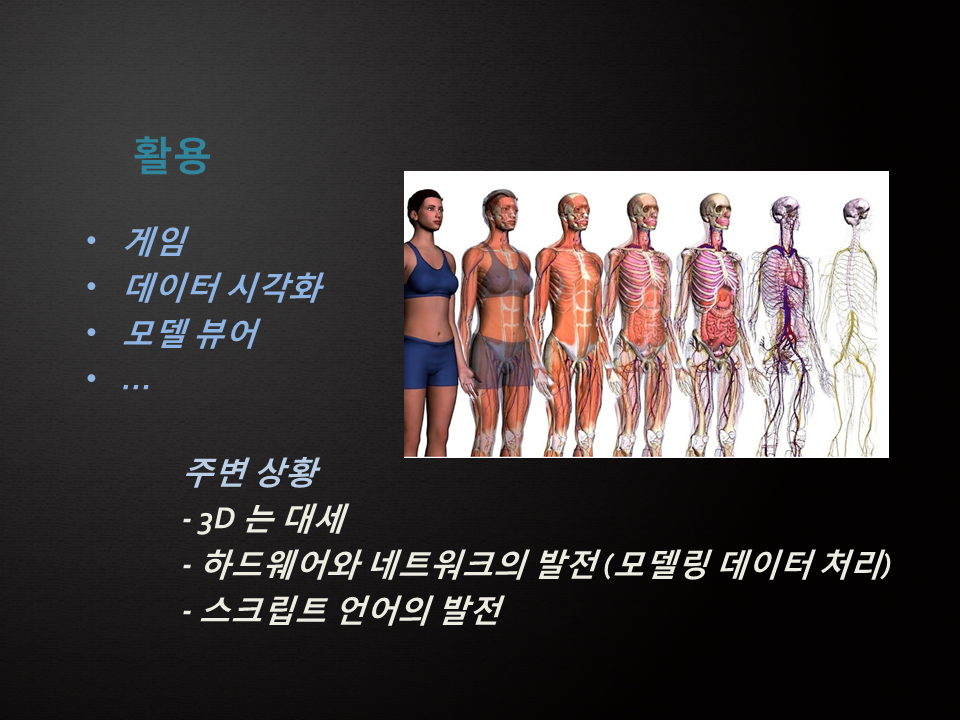 활용
• 게임
• 데이터 시각화
• 모델 뷰어
• ...
주변 상황
- 3D 는 대세
- 하드웨어와 네트워크의 발전 (모델링 데이터 처리)
- 스크립트 언어의 발전